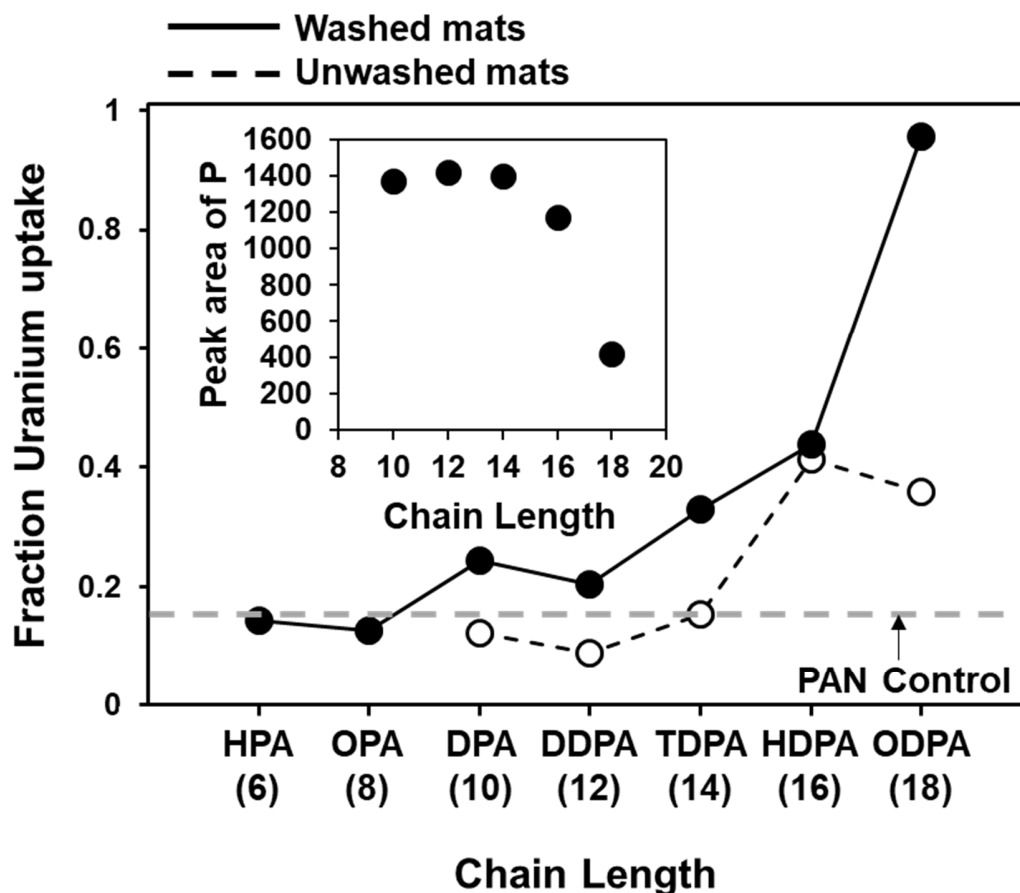 Washed mats
Unwashed mats
Fraction Uranium uptake
1
0.8
0.6
0.4
0.2
0
Peak area of P
1600
1400
1200
1000
800
600
400
200
0
8 10 12 14 16 18 20
Chain Length
PAN Control
HPA OPA DPA DDPA TDPA HDPA ODPA
(6) (8) (10) (12) (14) (16) (18)
Chain Length